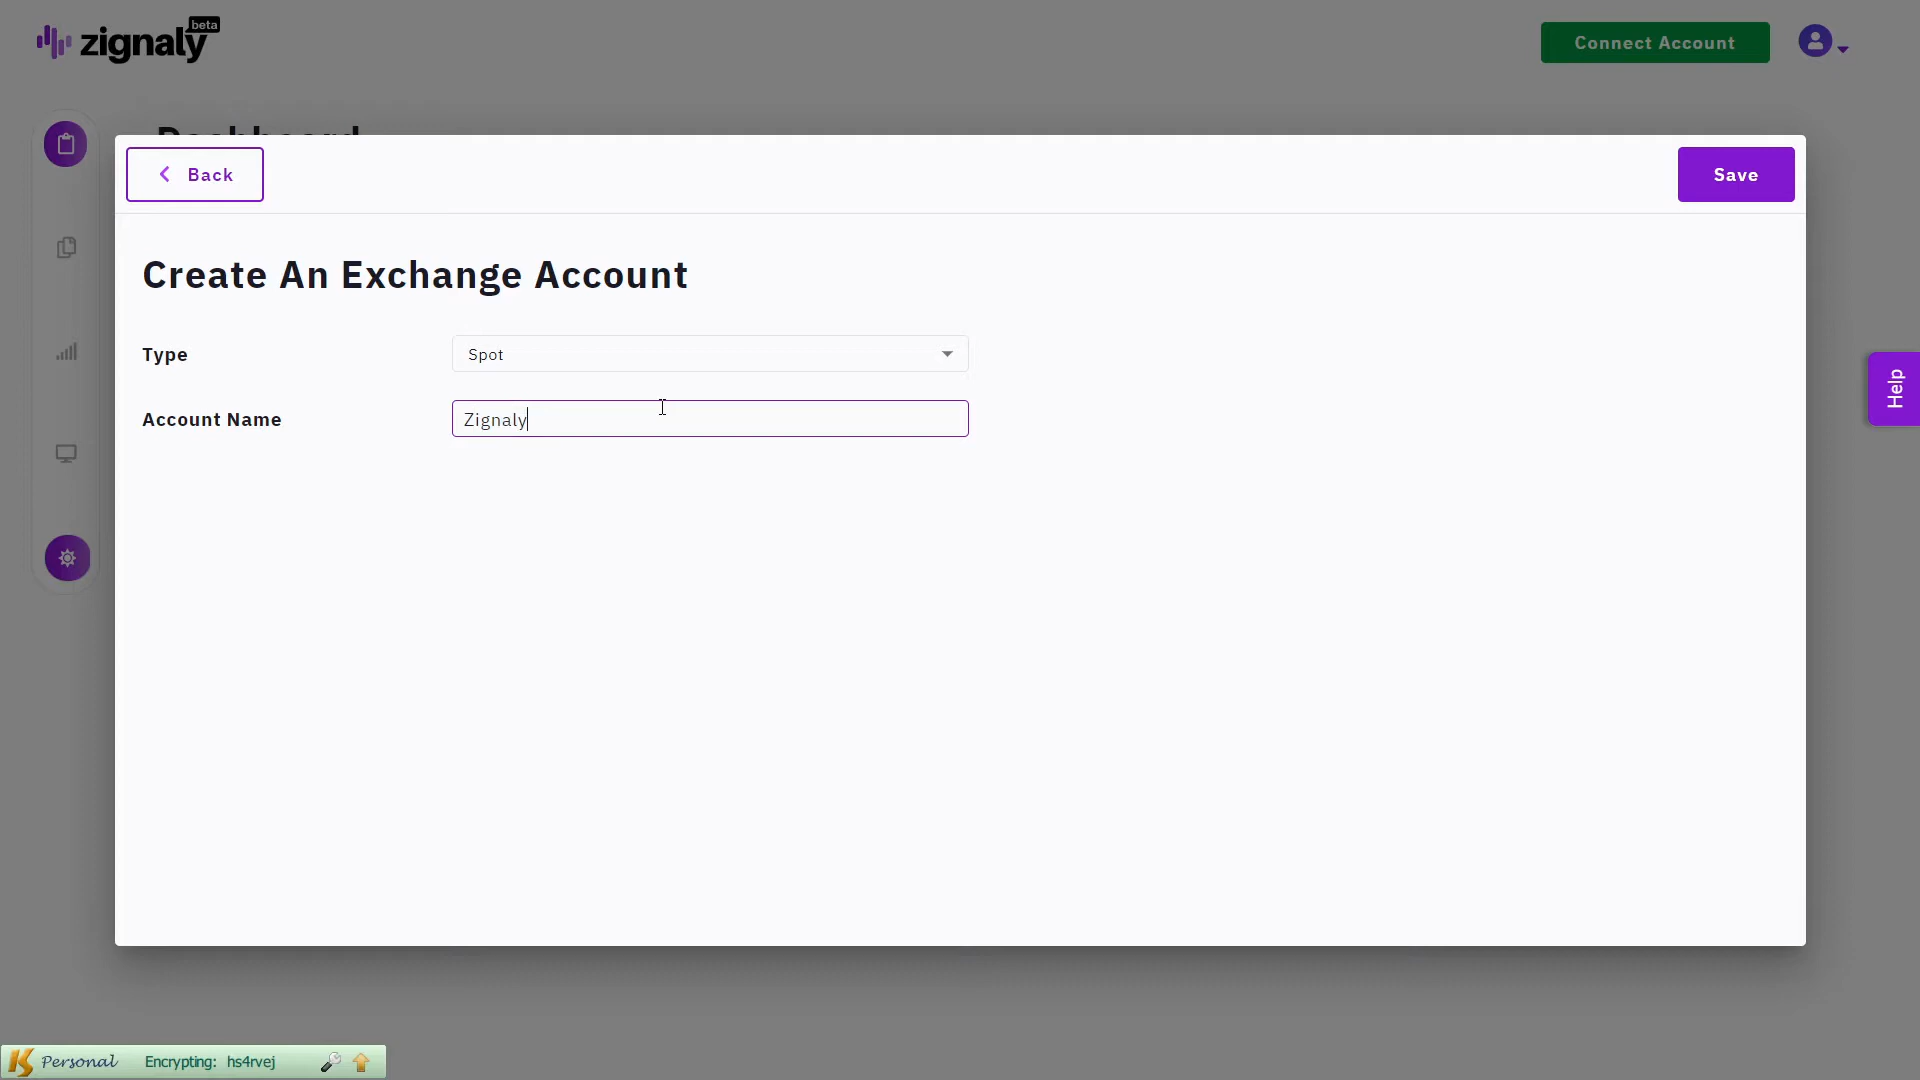 zignaly beta
Connect Account
Back
Save
Create An Exchange Account
Type
Spot
Account Name
Zignaly
Help
Personal Encrypting: hs4rvej